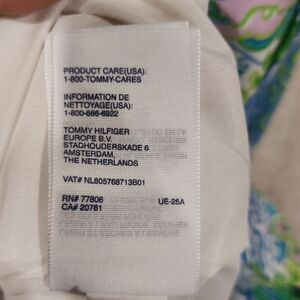 PRODUCT CARE(USA):
1-800-TOMMY-CARES
INFORMATION DE
NETTOYAGE(USA):
1-800-866-6922
TOMMY HILFIGER
EUROPE B.V.
STADHOUDERSKADE 6
AMSTERDAM,
THE NETHERLANDS
VAT# NL805768713B01
RN# 77806 UE-25A
CA# 20761